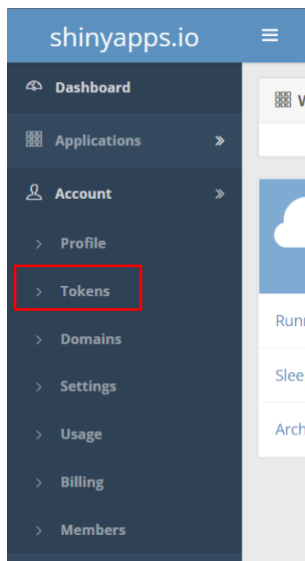 shinyapps.io
Dashboard
Applications
Account
Profile
Tokens
Domains
Settings
Usage
Billing
Members